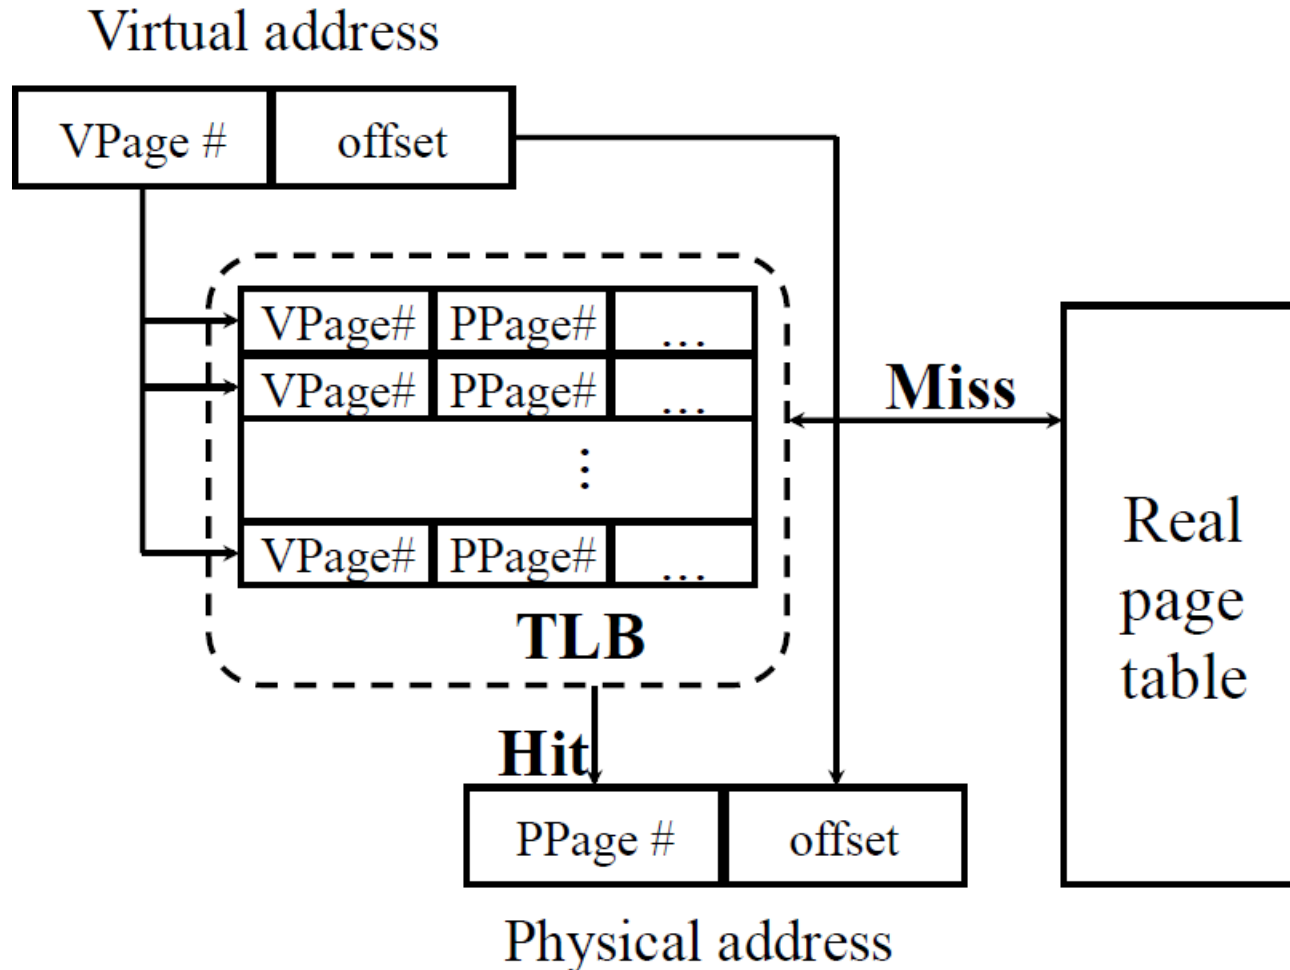 Virtual address
VPage # offset
VPage# PPage# ...
VPage# PPage# ...
⋮
VPage# PPage# ...
TLB
Miss
Real
page
table
Hit
PPage # offset
Physical address